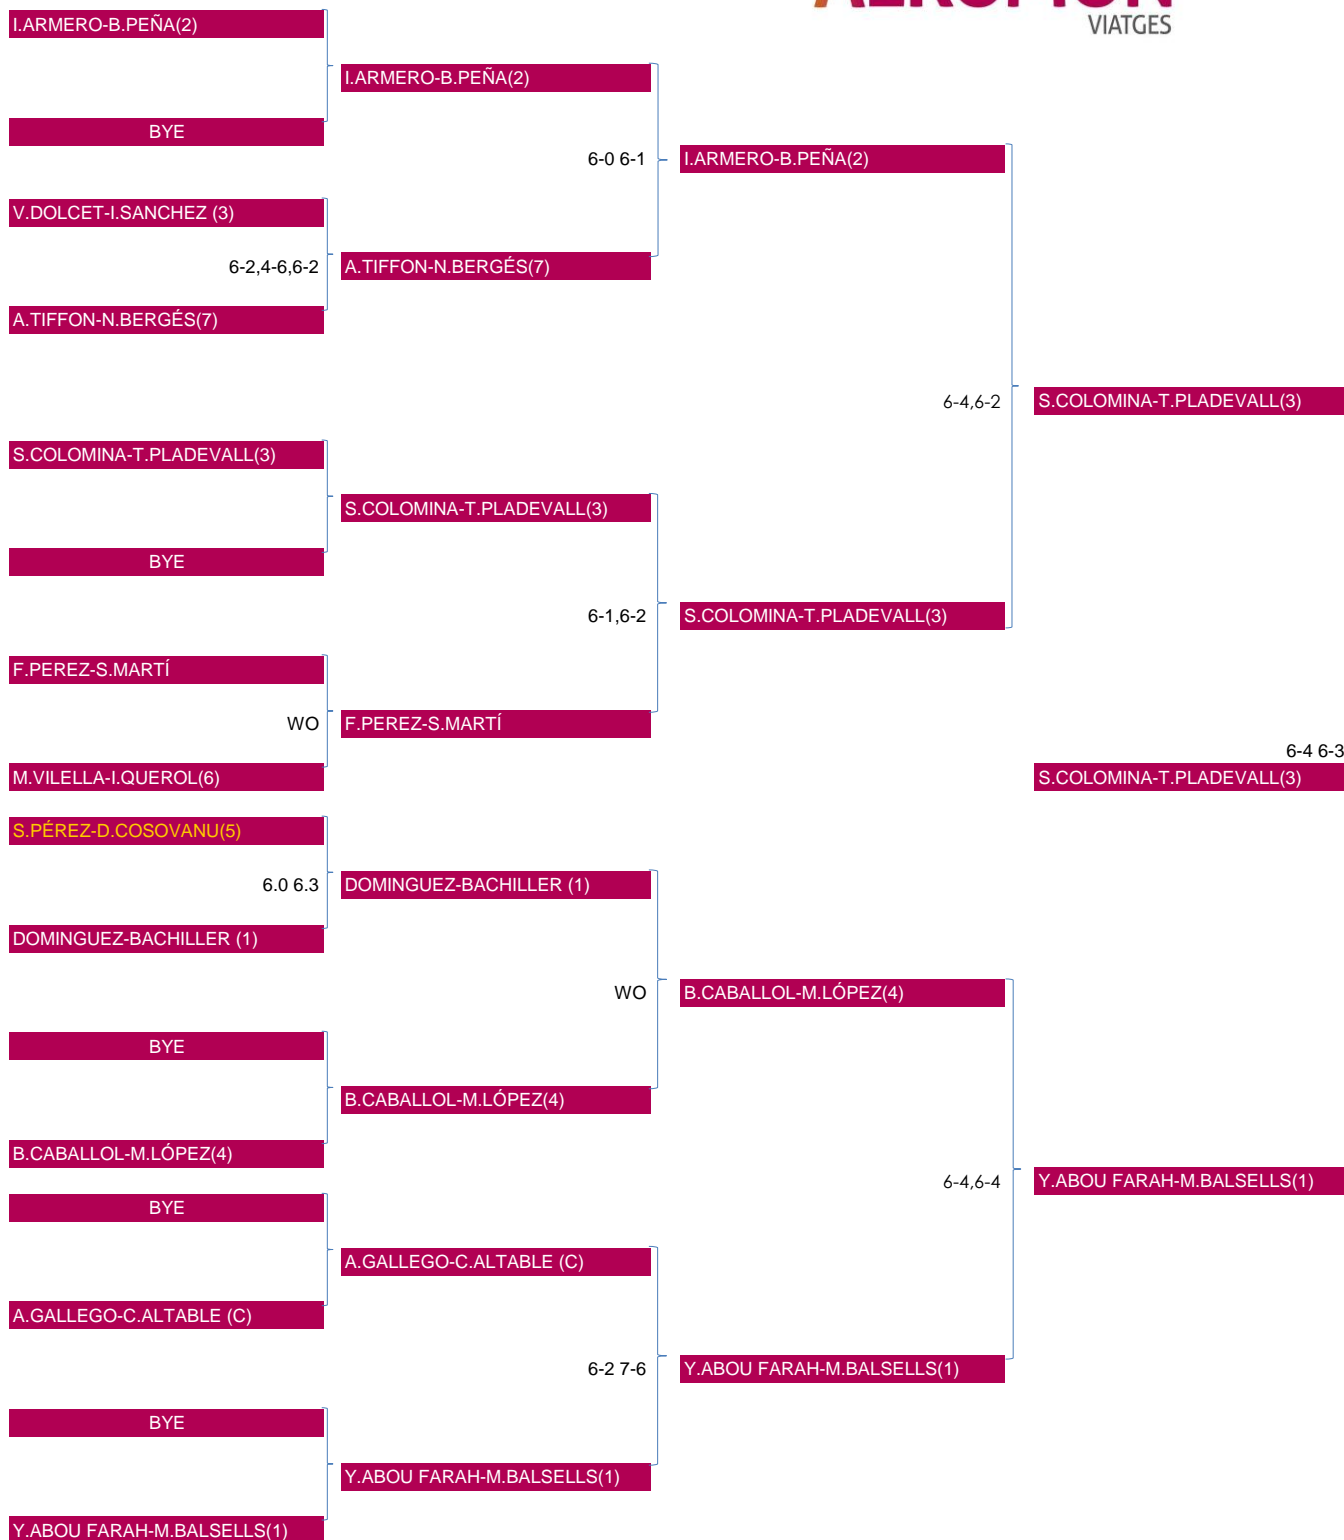 VIATGES
I.ARMERO-B.PEÑA(2)
I.ARMERO-B.PEÑA(2)
BYE
6-0 6-1
I.ARMERO-B.PEÑA(2)
V.DOLCET-I.SANCHEZ (3)
6-2,4-6,6-2
A.TIFFON-N.BERGÉS(7)
A.TIFFON-N.BERGÉS(7)
6-4,6-2
S.COLOMINA-T.PLADEVALL(3)
S.COLOMINA-T.PLADEVALL(3)
S.COLOMINA-T.PLADEVALL(3)
BYE
6-1,6-2
S.COLOMINA-T.PLADEVALL(3)
F.PEREZ-S.MARTÍ
WO
F.PEREZ-S.MARTÍ
6-4 6-3
M.VILELLA-I.QUEROL(6)
S.COLOMINA-T.PLADEVALL(3)
S.PÉREZ-D.COSOVANU(5)
6.0 6.3
DOMINGUEZ-BACHILLER (1)
DOMINGUEZ-BACHILLER (1)
WO
B.CABALLOL-M.LÓPEZ(4)
BYE
B.CABALLOL-M.LÓPEZ(4)
B.CABALLOL-M.LÓPEZ(4)
6-4,6-4
Y.ABOU FARAH-M.BALSELLS(1)
BYE
A.GALLEGO-C.ALTABLE (C)
A.GALLEGO-C.ALTABLE (C)
6-2 7-6
Y.ABOU FARAH-M.BALSELLS(1)
BYE
Y.ABOU FARAH-M.BALSELLS(1)
Y.ABOU FARAH-M.BALSELLS(1)